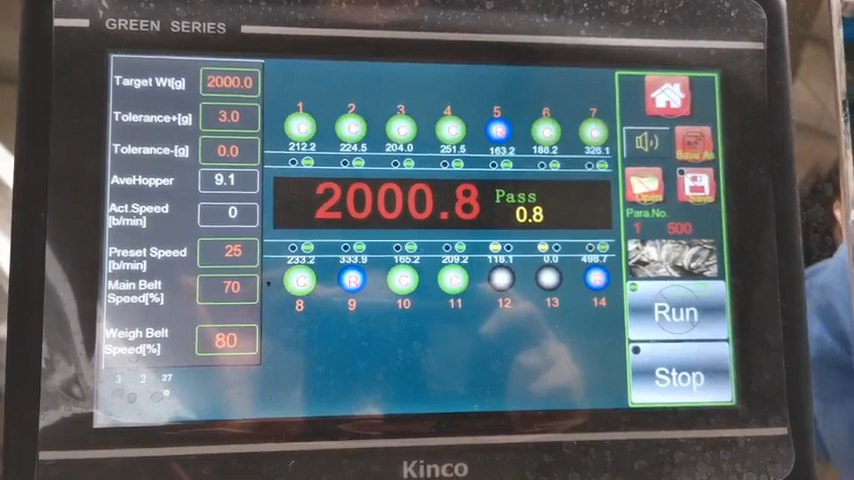 GREEN SERIES
Target Wt[g] 2000.0
Tolerance+[g] 3.0
Tolerance-[g] 0.0
AveHopper 9.1
Act.Speed [b/min] 0
Preset Speed [b/min] 25
Main Belt Speed[%] 70
Weigh Belt Speed[%] 80
3 2 27
1 2 3 4 5 6 7
C C C C R C C
212.2 224.5 204.0 251.5 163.2 188.2 326.1
2000.8 Pass 0.8
233.2 333.9 165.2 209.2 118.1 0.0 498.7
C R C C R
8 9 10 11 12 13 14
Save As
Open Save
Para.No.
1 500
Run
Stop
Kinco